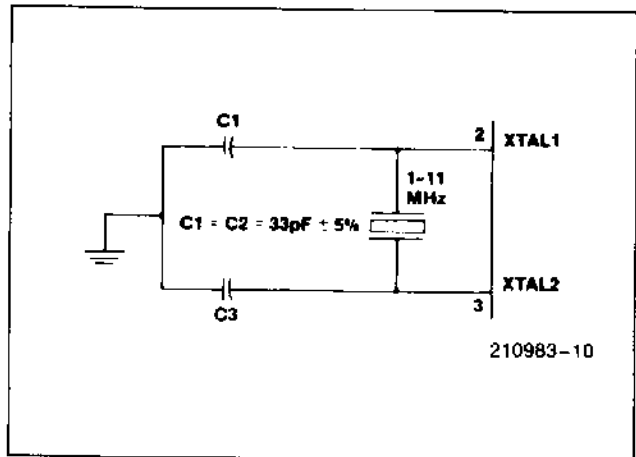 C1
2 XTAL1
1-11
MHz
C1 = C2 = 33pF ± 5%
XTAL2
3
C3
210983-10